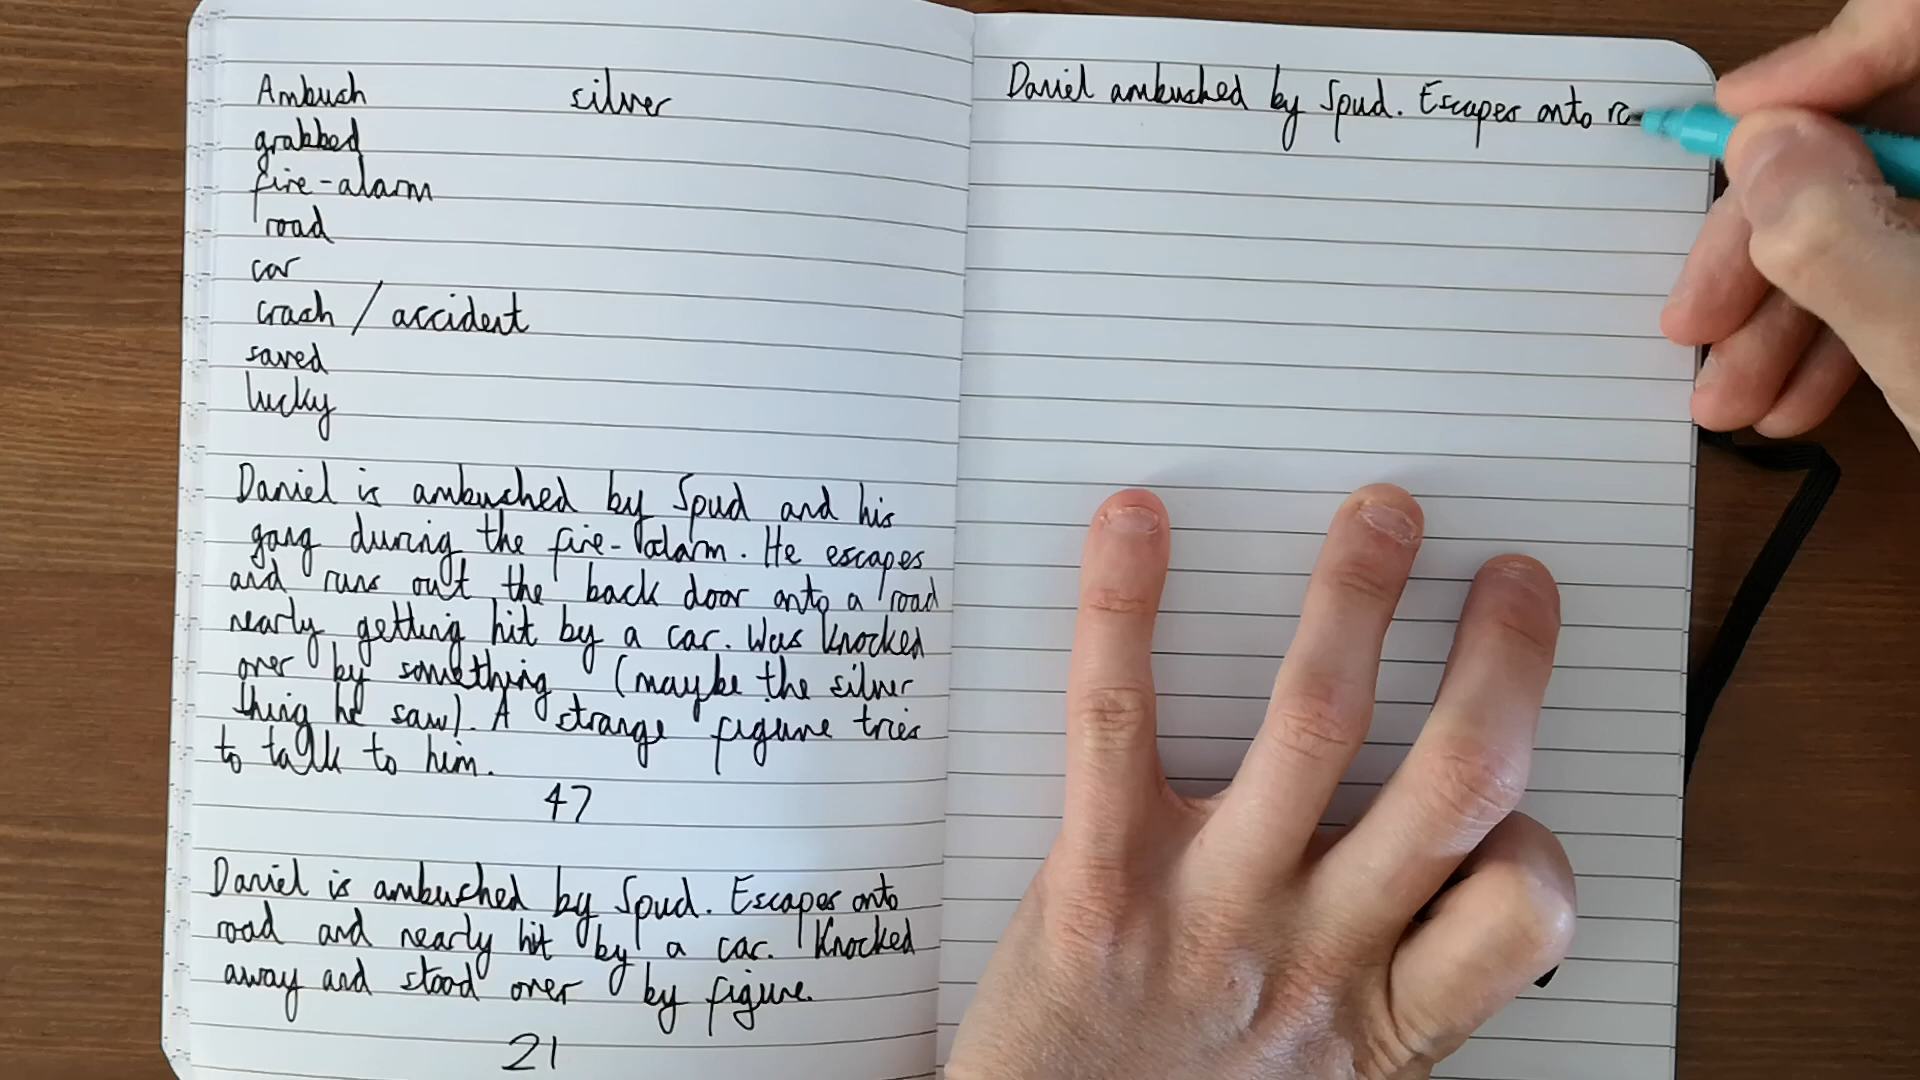 Ambush silver
grabbed
fire-alarm
road
car
crash / accident
saved
lucky
Daniel is ambushed by Spud and his
gang during the fire-alarm. He escapes
and runs out the back door onto a road
nearly getting hit by a car. Was knocked
over by something (maybe the silver
thing he saw). A strange figure tries
to talk to him.
47
Daniel is ambushed by Spud. Escapes onto
road and nearly hit by a car. Knocked
away and stood over by figure.
21
Daniel ambushed by Spud. Escapes onto ro